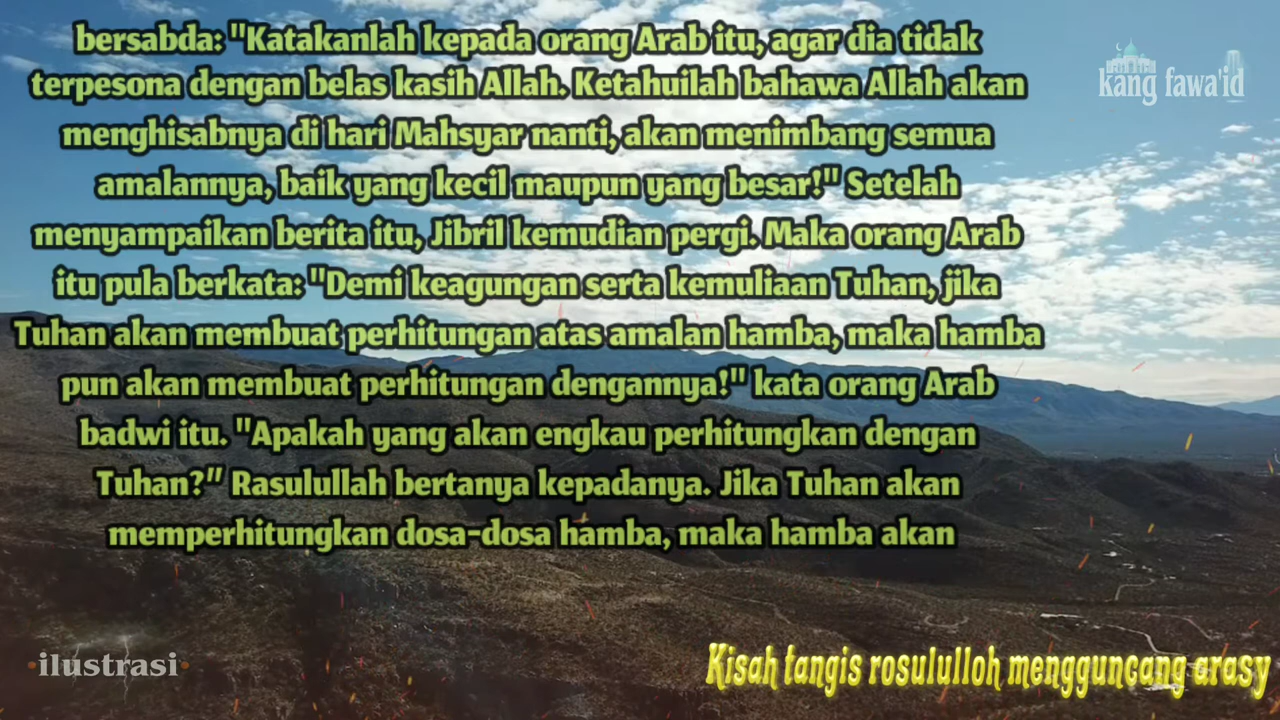 bersabda: "Katakanlah kepada orang Arab itu, agar dia tidak
terpesona dengan belas kasih Allah. Ketahuilah bahawa Allah akan
menghisabnya di hari Mahsyar nanti, akan menimbang semua
amalannya, baik yang kecil maupun yang besar!" Setelah
menyampaikan berita itu, Jibril kemudian pergi. Maka orang Arab
itu pula berkata: "Demi keagungan serta kemuliaan Tuhan, jika
Tuhan akan membuat perhitungan atas amalan hamba, maka hamba
pun akan membuat perhitungan dengannya!" kata orang Arab
badwi itu. "Apakah yang akan engkau perhitungkan dengan
Tuhan?" Rasulullah bertanya kepadanya. Jika Tuhan akan
memperhitungkan dosa-dosa hamba, maka hamba akan
kang fawa'id
•ilustrasi•
Kisah tangis rosululloh mengguncang arasy